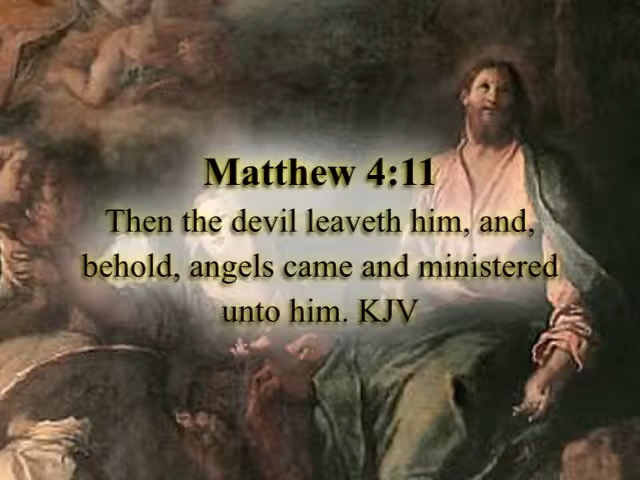 Matthew 4:11
Then the devil leaveth him, and,
behold, angels came and ministered
unto him. KJV